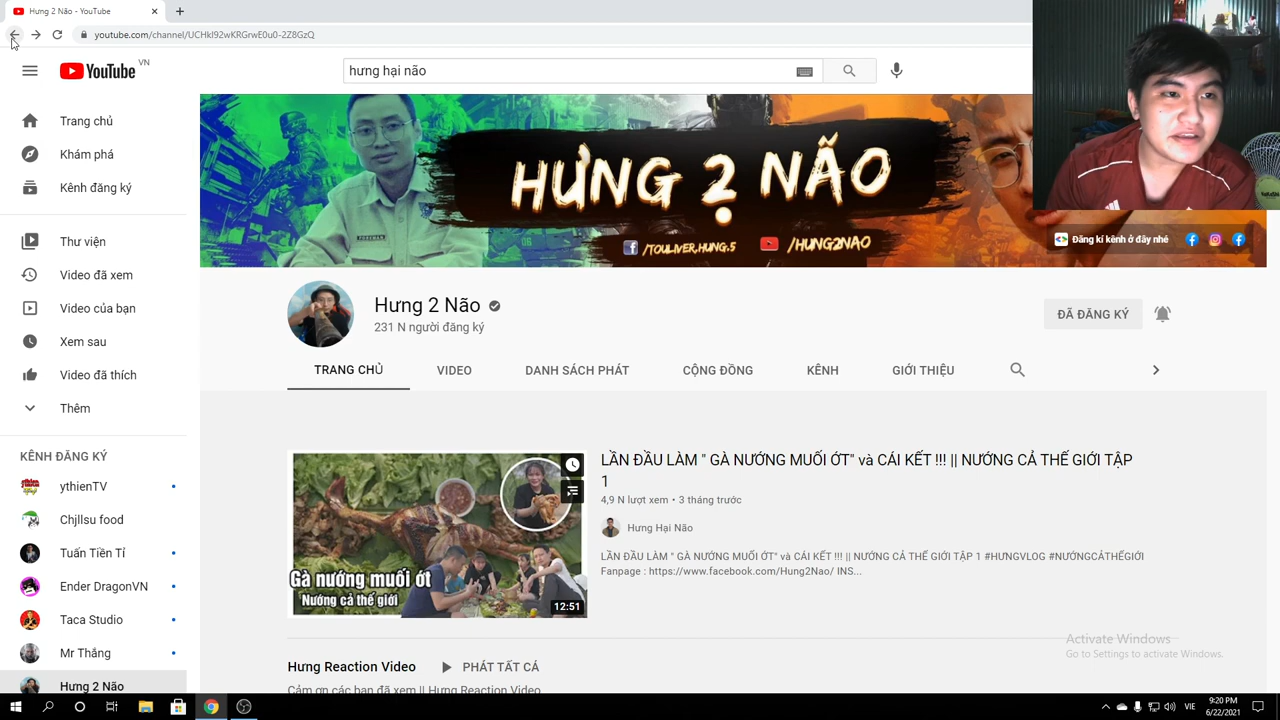 Hưng 2 Não - YouTube
youtube.com/channel/UCHkl92wKRGrwE0u0-2Z8GzQ
YouTube VN
hưng hại não
Trang chủ
Khám phá
Kênh đăng ký
Thư viện
Video đã xem
Video của bạn
Xem sau
Video đã thích
Thêm
KÊNH ĐĂNG KÝ
ythienTV
Chjllsu food
Tuấn Tiền Tỉ
Ender DragonVN
Taca Studio
Mr Thắng
Hưng 2 Não
HƯNG 2 NÃO
/TOULIVER.HUNG.5
/HUNG2NAO
Đăng kí kênh ở đây nhé
Hưng 2 Não
231 N người đăng ký
ĐÃ ĐĂNG KÝ
TRANG CHỦ
VIDEO
DANH SÁCH PHÁT
CỘNG ĐỒNG
KÊNH
GIỚI THIỆU
Gà nướng muối ớt
Nướng cả thế giới
12:51
LẦN ĐẦU LÀM " GÀ NƯỚNG MUỐI ỚT" và CÁI KẾT !!! || NƯỚNG CẢ THẾ GIỚI TẬP
1
4,9 N lượt xem • 3 tháng trước
Hưng Hại Não
LẦN ĐẦU LÀM " GÀ NƯỚNG MUỐI ỚT" và CÁI KẾT !!! || NƯỚNG CẢ THẾ GIỚI TẬP 1 #HƯNGVLOG #NƯỚNGCẢTHẾGIỚI
Fanpage : https://www.facebook.com/Hung2Nao/ INS...
Activate Windows
Go to Settings to activate Windows.
Hưng Reaction Video
PHÁT TẤT CẢ
Cảm ơn các bạn đã xem || Hưng Reaction Video
VIE
9:20 PM
6/22/2021